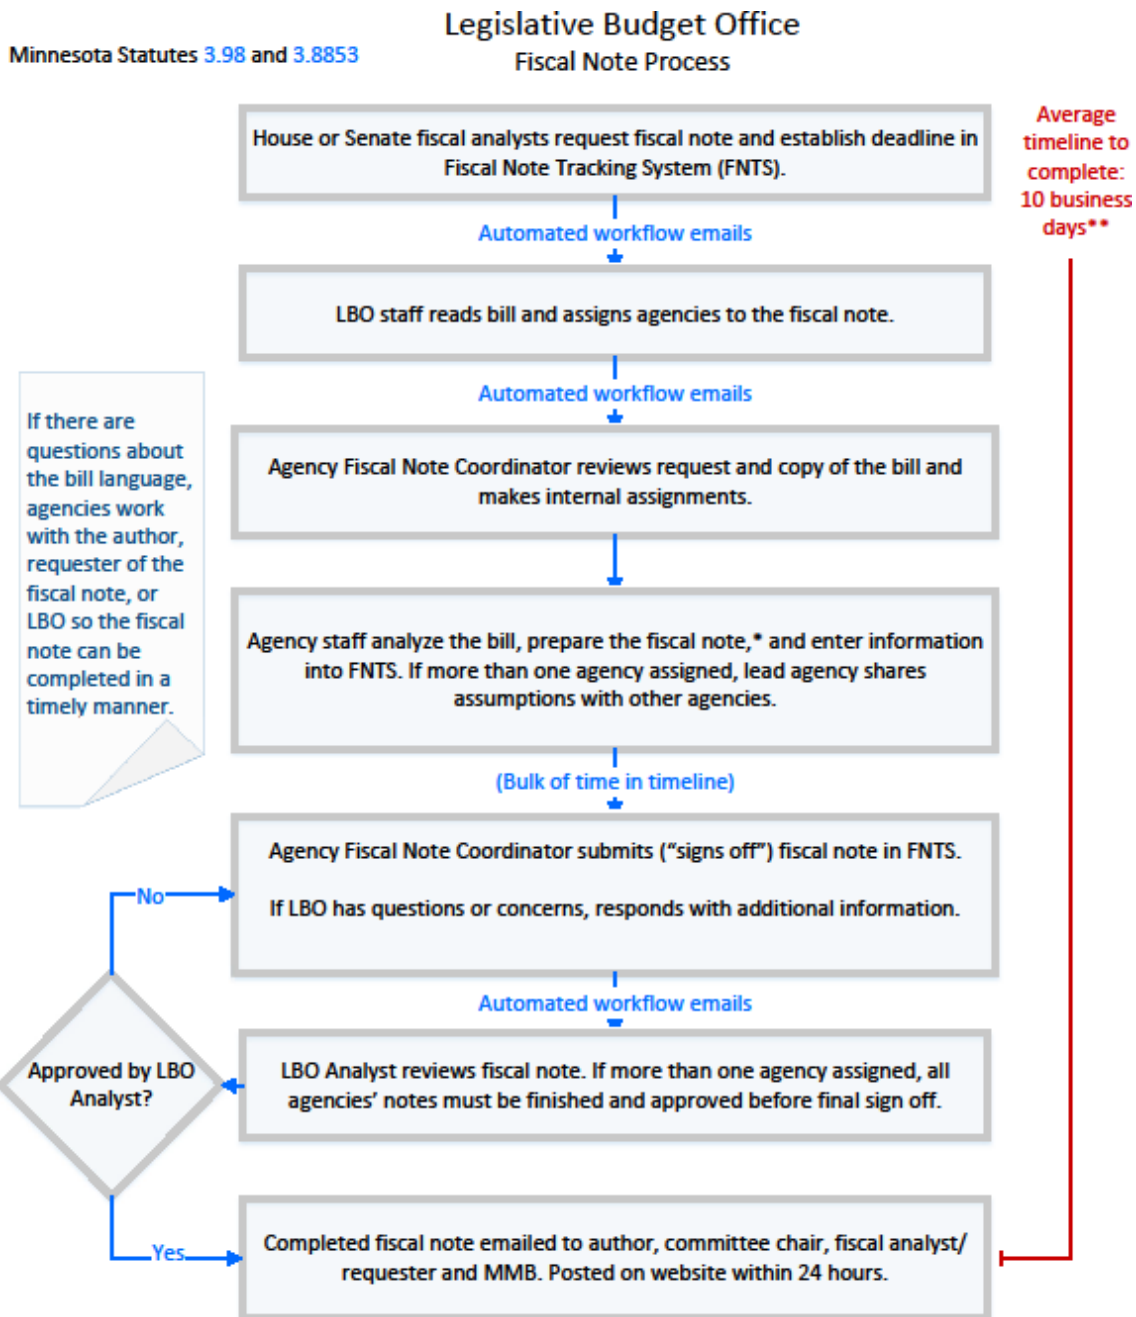 Legislative Budget Office
Minnesota Statutes 3.98 and 3.8853
Fiscal Note Process
House or Senate fiscal analysts request fiscal note and establish deadline in
Fiscal Note Tracking System (FNTS).
Average
timeline to
complete:
10 business
days**
Automated workflow emails
LBO staff reads bill and assigns agencies to the fiscal note.
Automated workflow emails
If there are
questions about
the bill language,
agencies work
with the author,
requester of the
fiscal note, or
LBO so the fiscal
note can be
completed in a
timely manner.
Agency Fiscal Note Coordinator reviews request and copy of the bill and
makes internal assignments.
Agency staff analyze the bill, prepare the fiscal note,* and enter information
into FNTS. If more than one agency assigned, lead agency shares
assumptions with other agencies.
(Bulk of time in timeline)
Agency Fiscal Note Coordinator submits (“signs off”) fiscal note in FNTS.
If LBO has questions or concerns, responds with additional information.
No
Automated workflow emails
Approved by LBO
Analyst?
LBO Analyst reviews fiscal note. If more than one agency assigned, all
agencies’ notes must be finished and approved before final sign off.
Yes
Completed fiscal note emailed to author, committee chair, fiscal analyst/
requester and MMB. Posted on website within 24 hours.